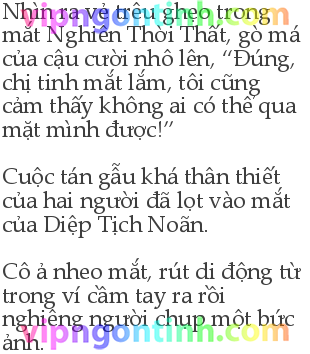 Nhìn ra vẻ trêu ghẹo trong
mắt Nghiên Thời Thất, gò má
của cậu cười nhô lên, “Đúng,
chị tinh mắt lắm, tôi cũng
cảm thấy không ai có thể qua
mặt mình được!”
Cuộc tán gẫu khá thân thiết
của hai người đã lọt vào mắt
của Diệp Tịch Noãn.
Cô ả nheo mắt, rút di động từ
trong ví cầm tay ra rồi
nghiêng người chụp một bức
ảnh.
vipngontinh.com
vipngontinh.com